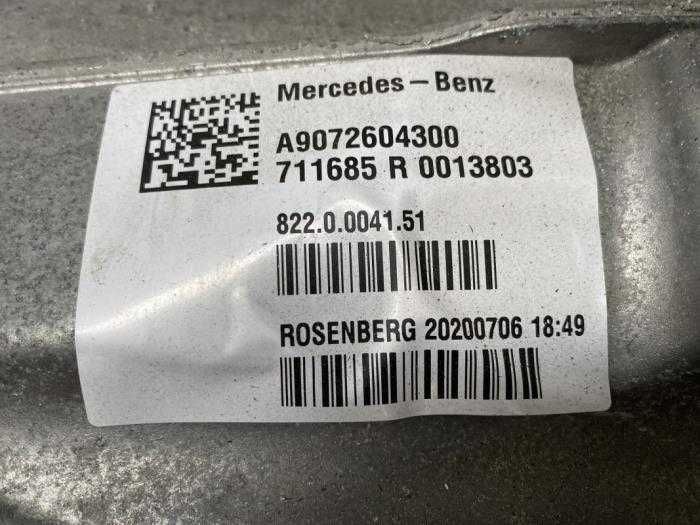 Mercedes-Benz
A9072604300
711685 R 0013803
822.0.0041.51
ROSENBERG 20200706 18:49